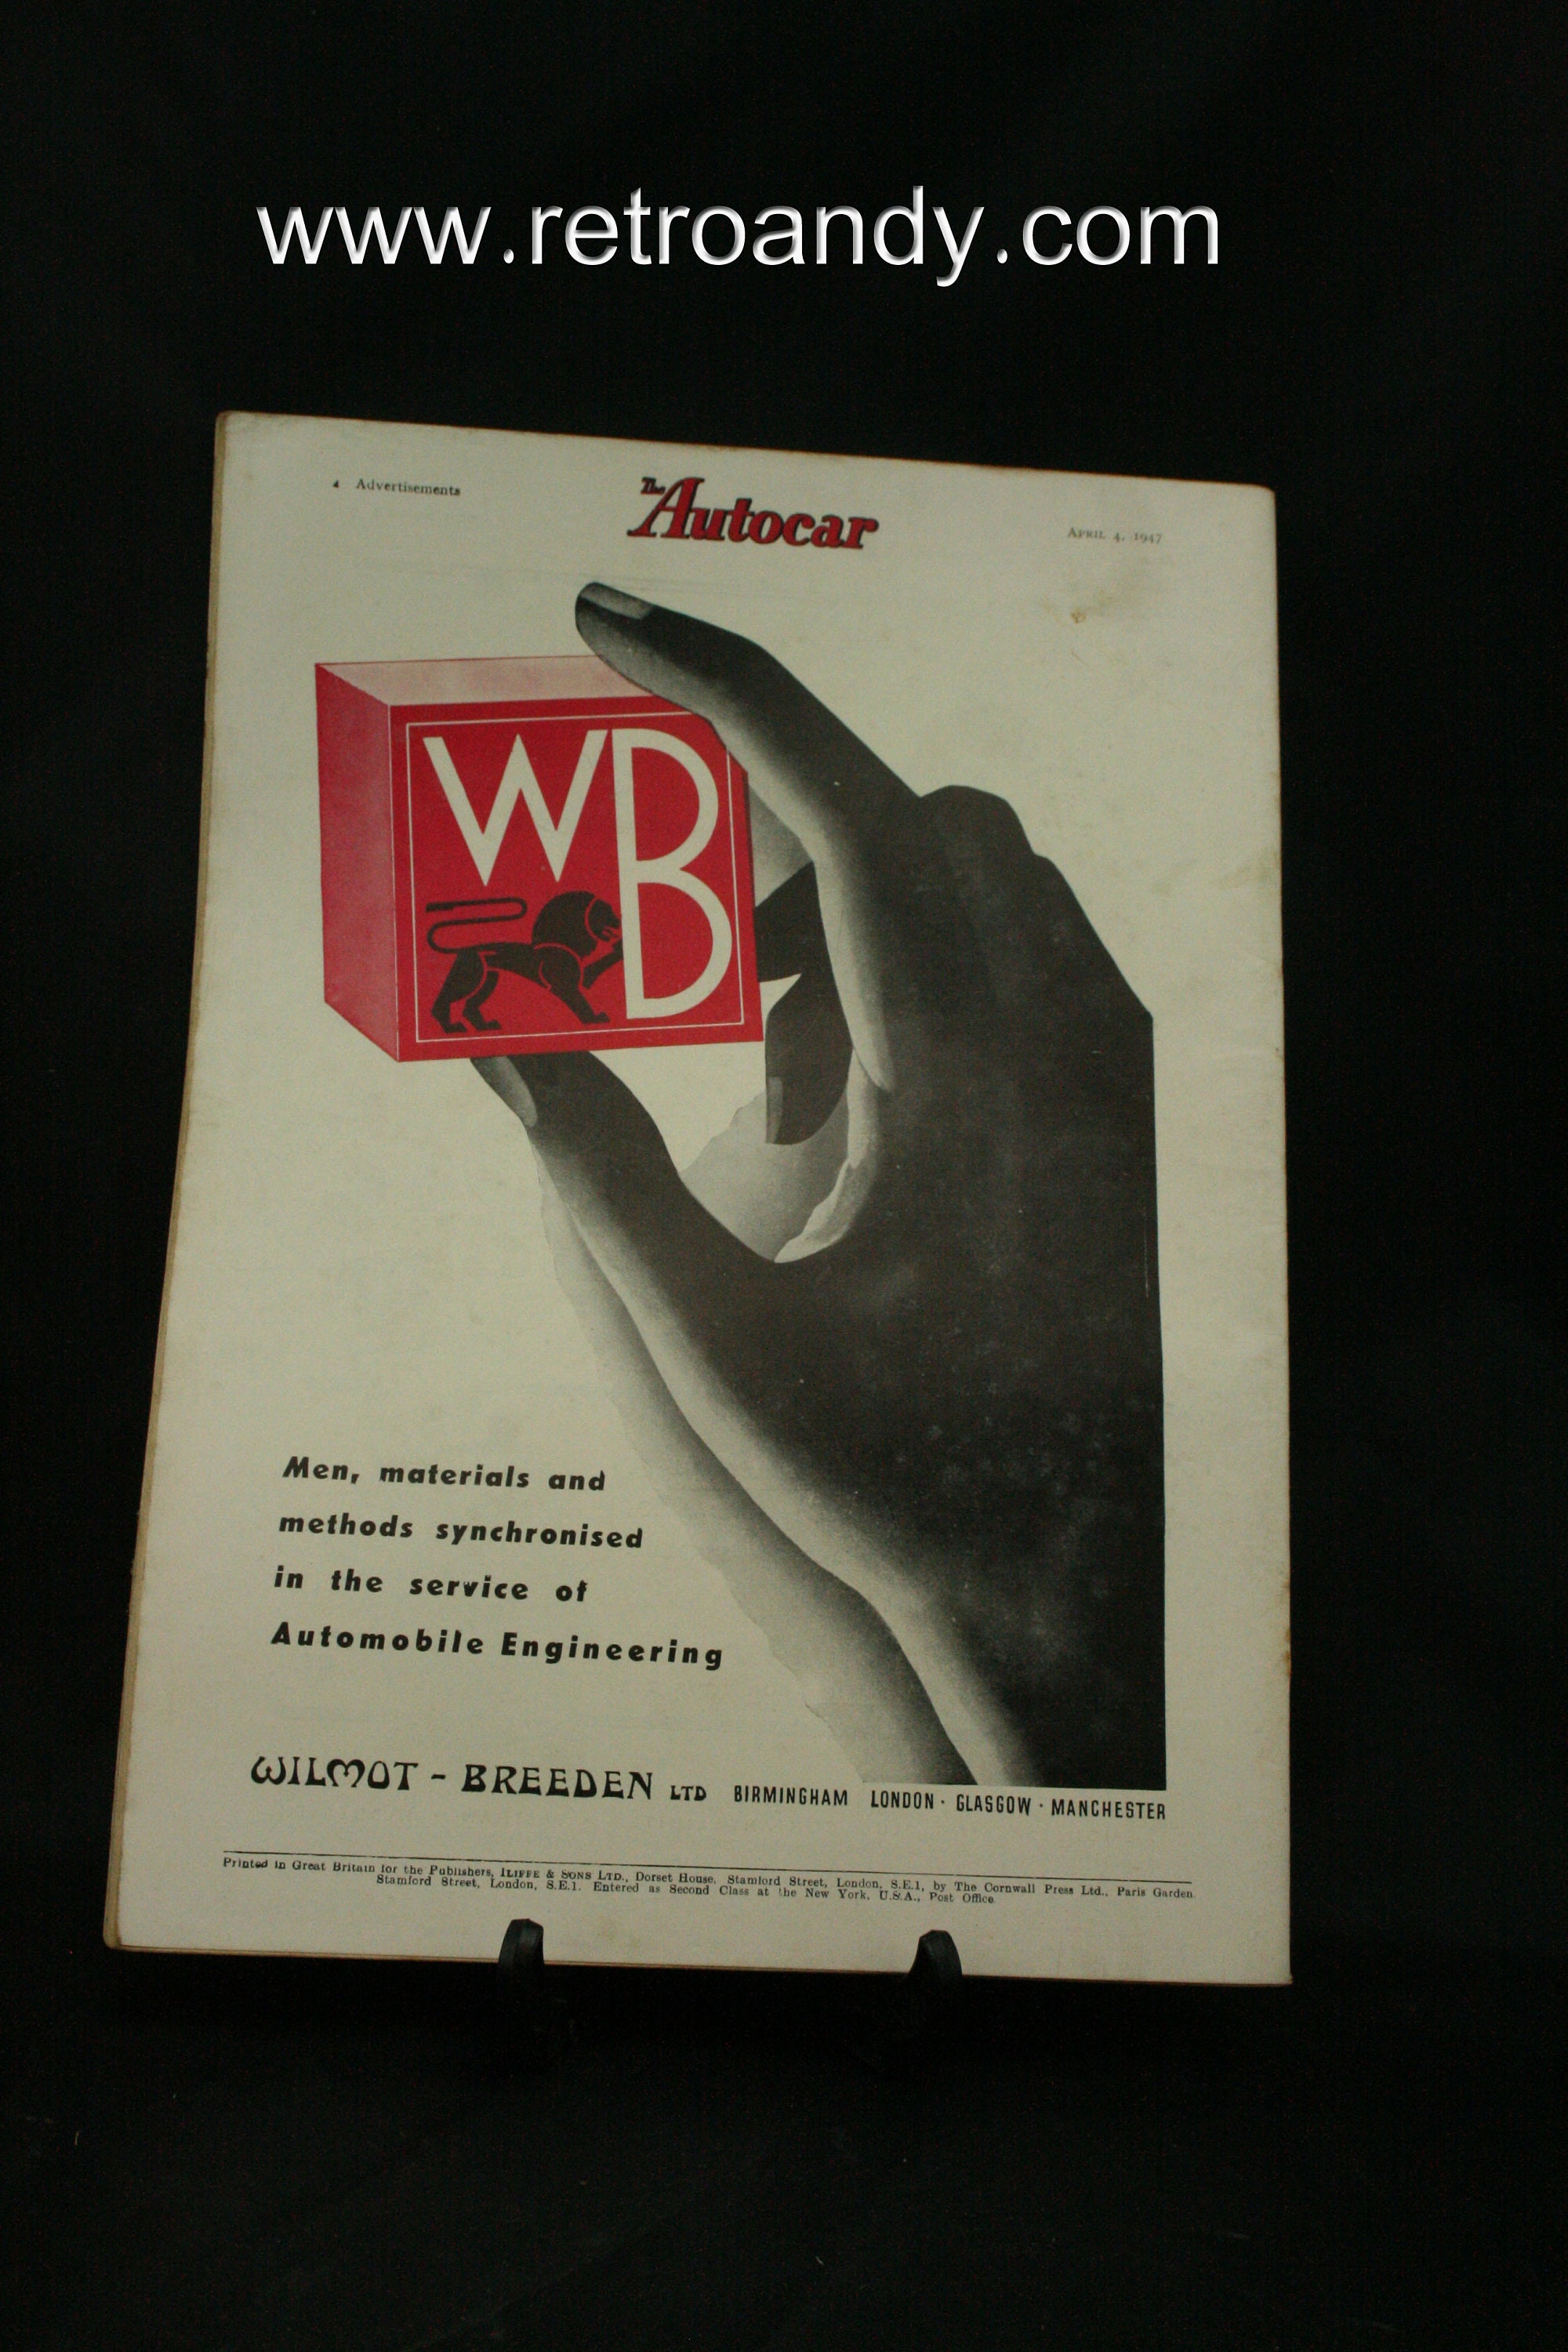 www.retroandy.com
4 Advertisements
The Autocar
APRIL 4, 1947
WB
Men, materials and
methods synchronised
in the service of
Automobile Engineering
WILMOT - BREEDEN LTD BIRMINGHAM LONDON · GLASGOW · MANCHESTER
Printed in Great Britain for the Publishers, ILIFFE & SONS LTD., Dorset House, Stamford Street, London, S.E.1, by The Cornwall Press Ltd., Paris Garden
Stamford Street, London, S.E.1. Entered as Second Class at the New York, U.S.A., Post Office